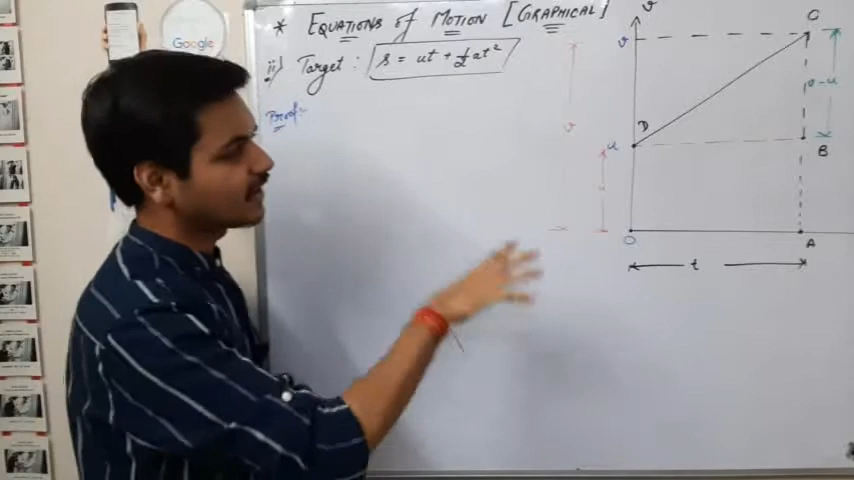 * EQUATIONS of MOTION [GRAPHICAL]
ii) TARGET : s = ut + ½at²
Proof:-
Google
v
v
C
D
u
v
v-u
u
B
O
A
t